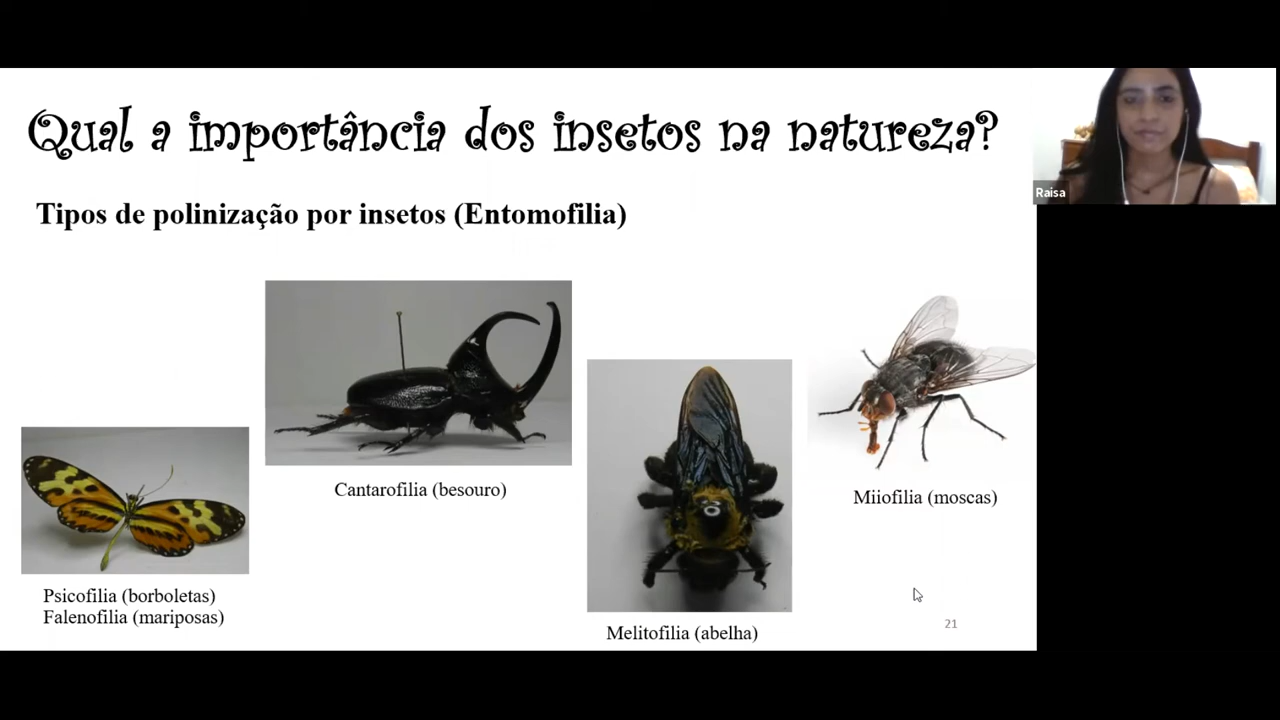 Qual a importância dos insetos na natureza?
Raisa
Tipos de polinização por insetos (Entomofilia)
Cantarofilia (besouro)
Miiofilia (moscas)
Psicofilia (borboletas)
Falenofilia (mariposas)
Melitofilia (abelha)
21